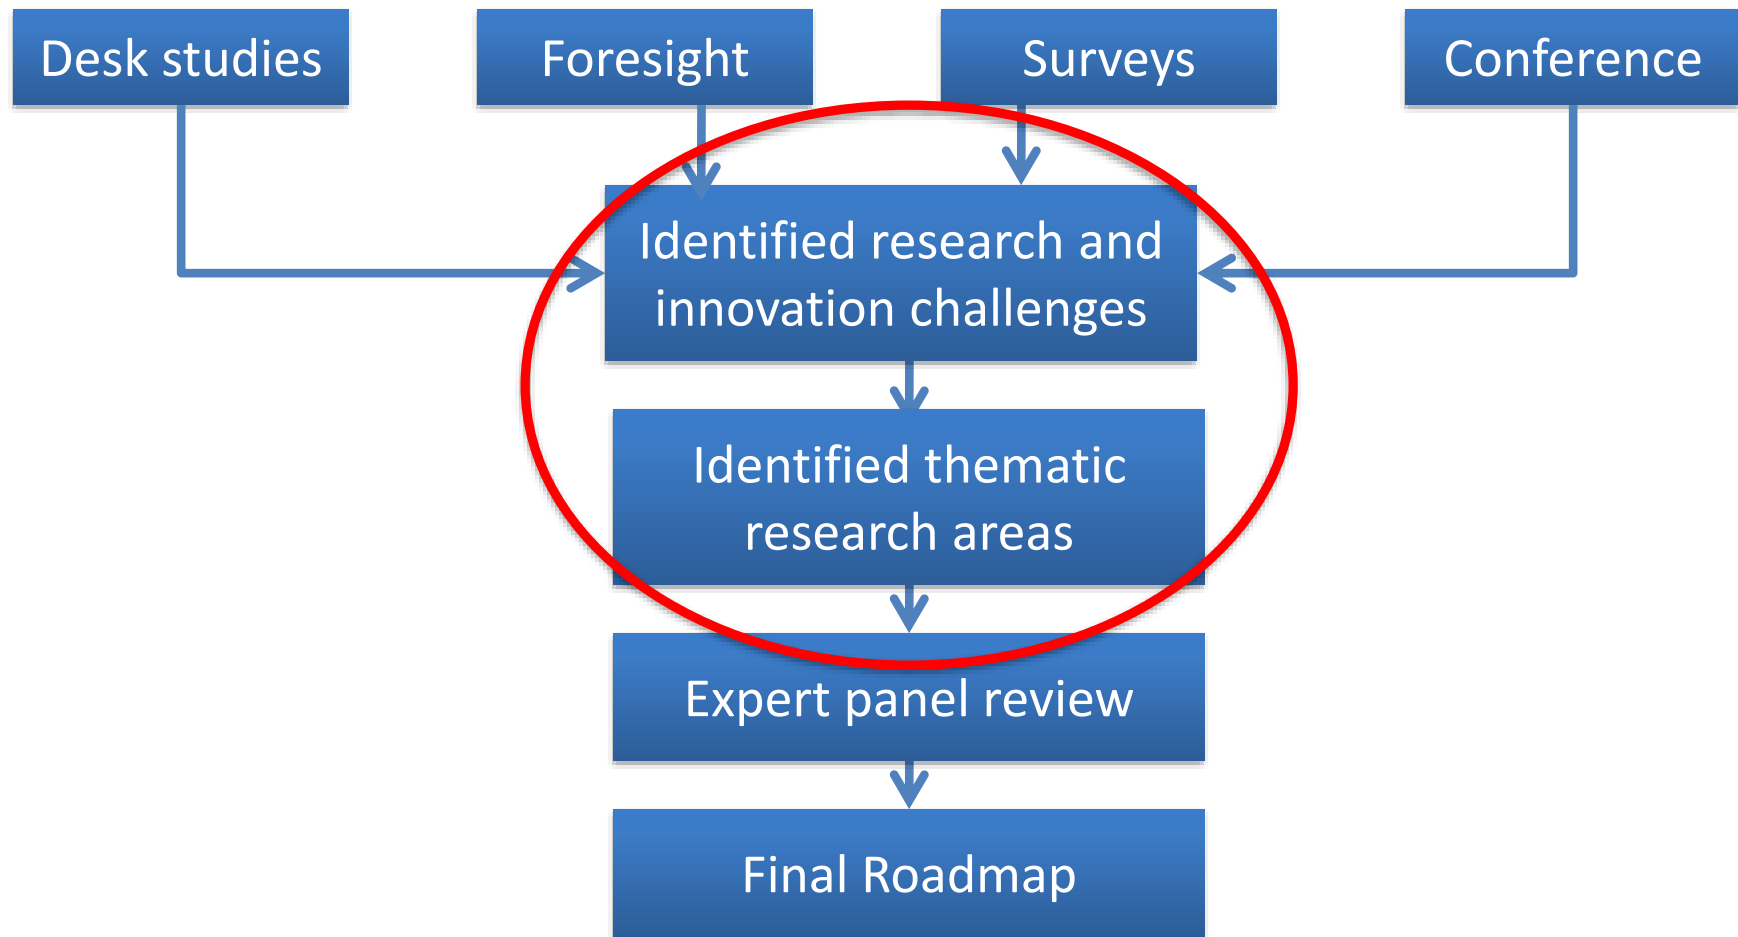 Desk studies
Foresight
Surveys
Conference
Identified research and
innovation challenges
Identified thematic
research areas
Expert panel review
Final Roadmap